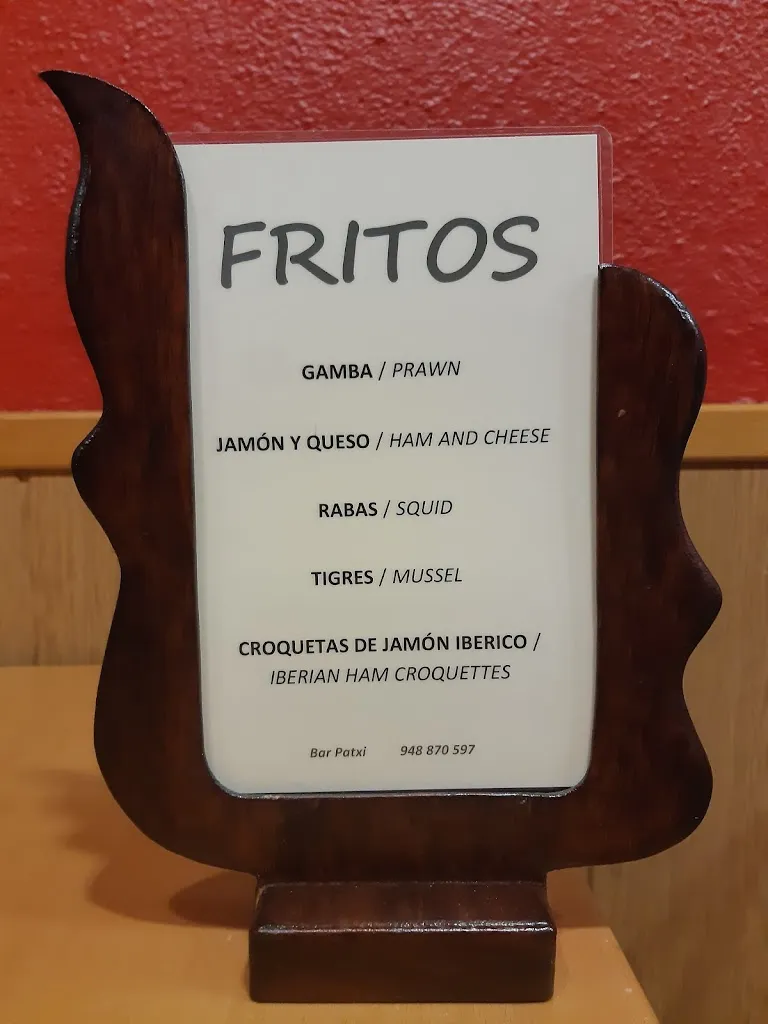 FRITOS
GAMBA / PRAWN
JAMÓN Y QUESO / HAM AND CHEESE
RABAS / SQUID
TIGRES / MUSSEL
CROQUETAS DE JAMÓN IBERICO /
IBERIAN HAM CROQUETTES
Bar Patxi 948 870 597